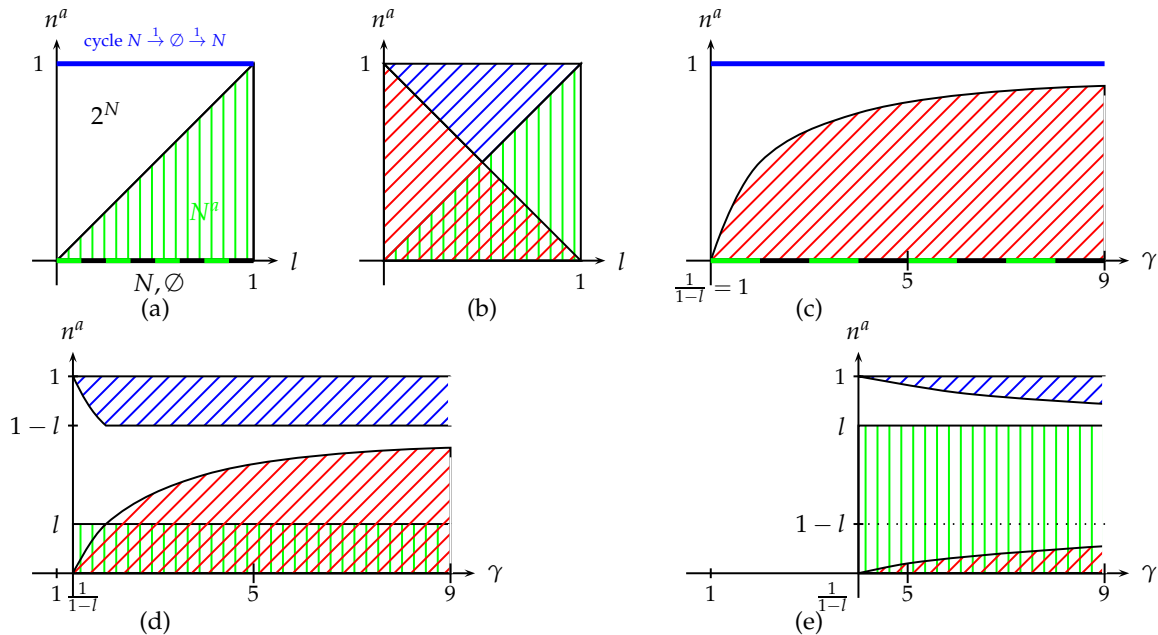 n^a
cycle N →^1 ∅ →^1 N
1
2^N
N^a
l
N, ∅
1
(a)
n^a
1
l
1
(b)
n^a
1
γ
1/(1−l) = 1
5
9
(c)
n^a
1
1 − l
l
γ
1
1/(1−l)
5
9
(d)
n^a
1
l
1 − l
γ
1
1/(1−l)
5
9
(e)